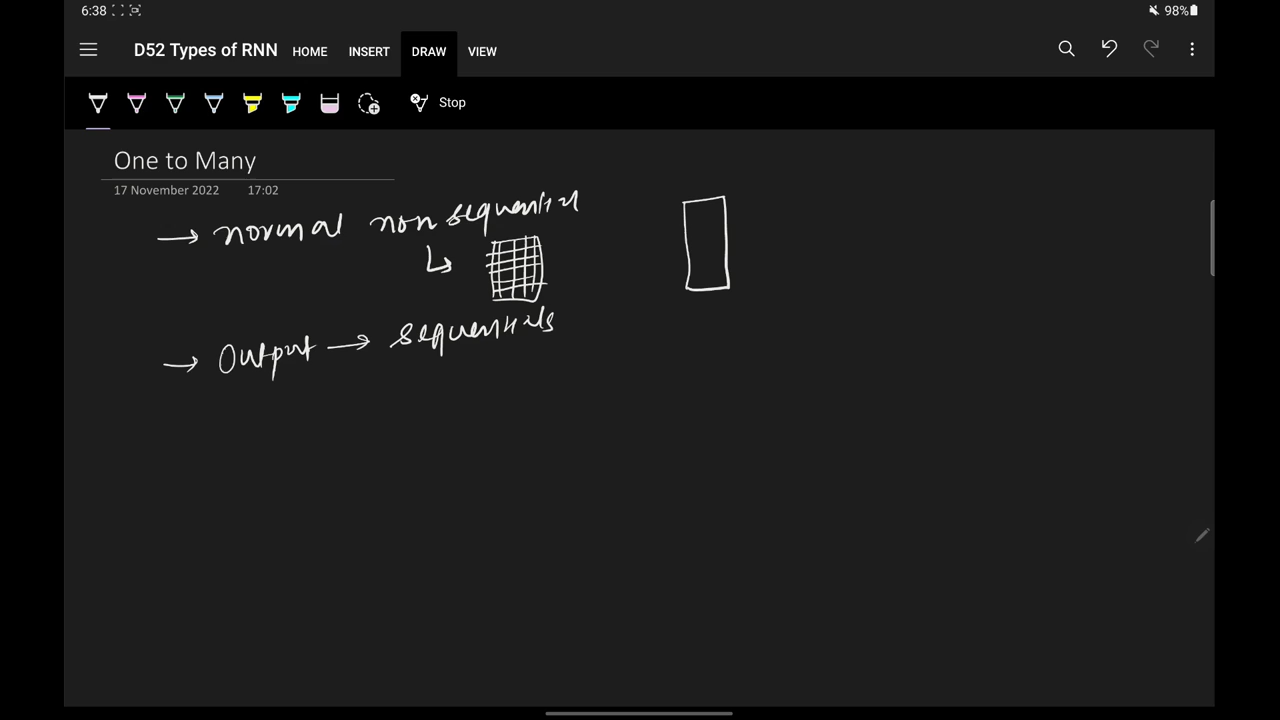 6:38 98%
D52 Types of RNN HOME INSERT DRAW VIEW
Stop
One to Many
17 November 2022 17:02
→ normal non sequential
→ Output → sequentials